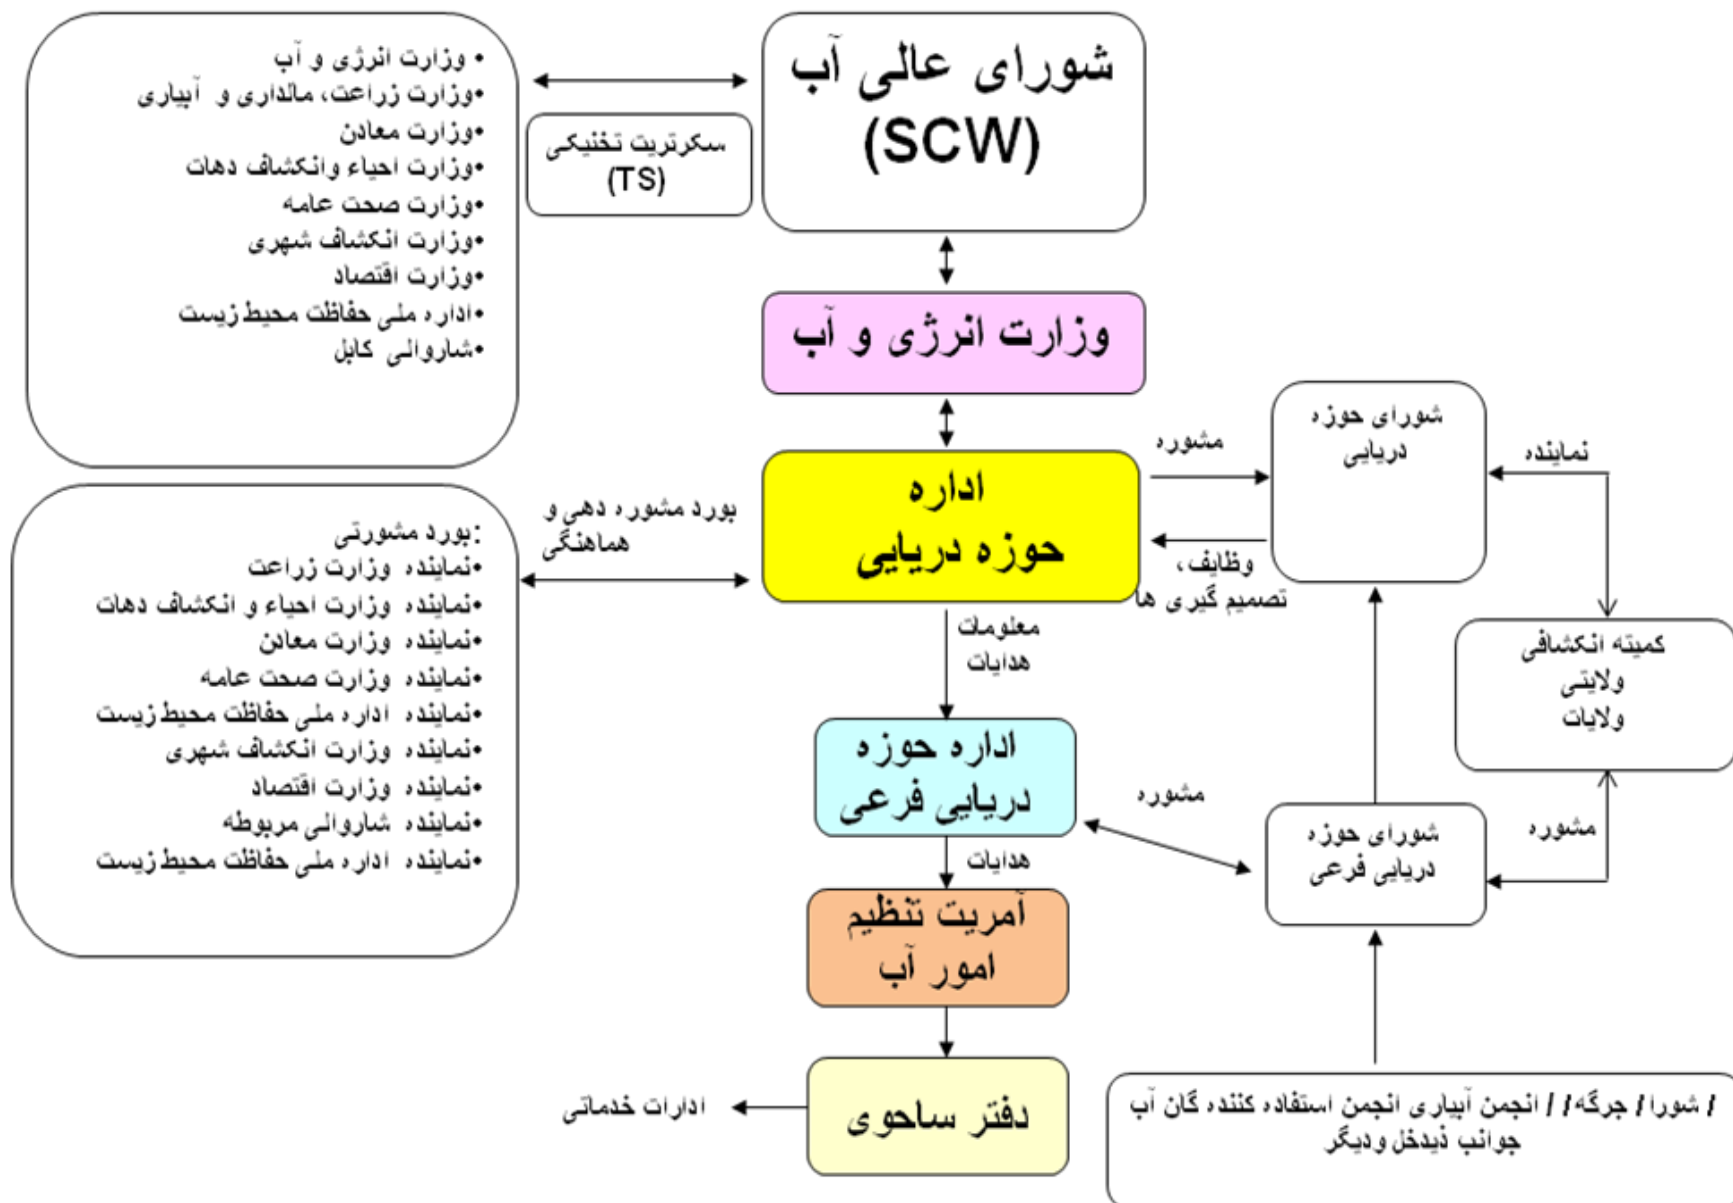 شورای عالی آب
(SCW)
• وزارت انرژی و آب
•وزارت زراعت، مالداری و آبیاری
•وزارت معادن
•وزارت احیاء وانکشاف دهات
•وزارت صحت عامه
•وزارت انکشاف شهری
•وزارت اقتصاد
•اداره ملی حفاظت محیط زیست
•شاروالی کابل
سکرتریت تخنیکی
(TS)
وزارت انرژی و آب
شورای حوزه
دریایی
نماینده
مشوره
اداره
حوزه دریایی
بورد مشوره دهی و
هماهنگی
وظایف،
تصمیم گیری ها
:بورد مشورتی
•نماینده وزارت زراعت
•نماینده وزارت احیاء و انکشاف دهات
•نماینده وزارت معادن
•نماینده وزارت صحت عامه
•نماینده اداره ملی حفاظت محیط زیست
•نماینده وزارت انکشاف شهری
•نماینده وزارت اقتصاد
•نماینده شاروالی مربوطه
•نماینده اداره ملی حفاظت محیط زیست
معلومات
هدایات
کمیته انکشافی
ولایتی
ولایات
اداره حوزه
دریایی فرعی
مشوره
شورای حوزه
دریایی فرعی
مشوره
هدایات
آمریت تنظیم
امور آب
دفتر ساحوی
ادارات خدماتی
/ شورا / جرگه/ / انجمن آبیاری انجمن استفاده کننده گان آب
جوانب ذیدخل ودیگر